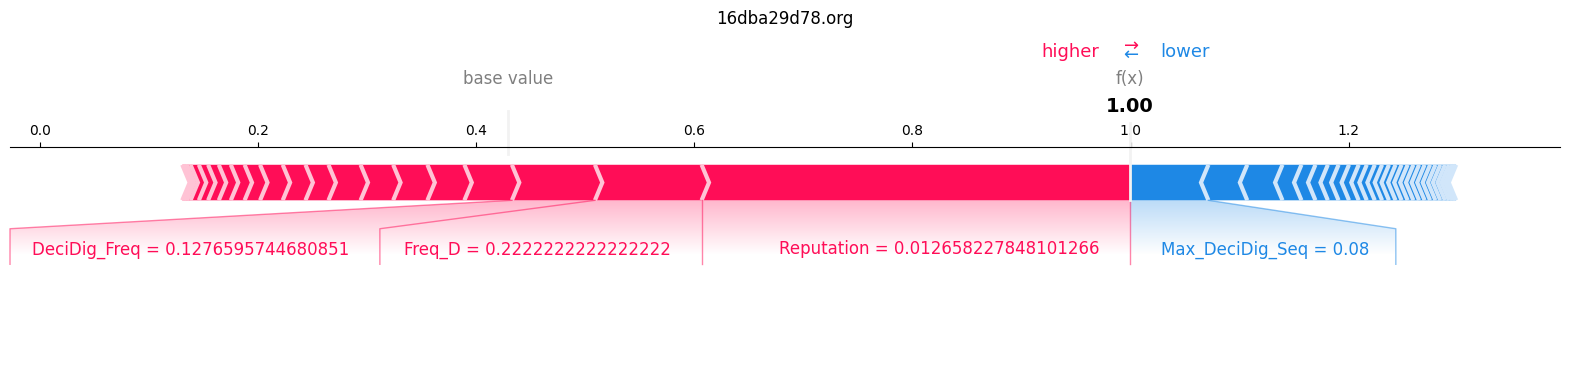 16dba29d78.org
higher ⇄ lower
base value f(x)
1.00
0.0 0.2 0.4 0.6 0.8 1.0 1.2
DeciDig_Freq = 0.1276595744680851 Freq_D = 0.2222222222222222 Reputation = 0.012658227848101266 Max_DeciDig_Seq = 0.08